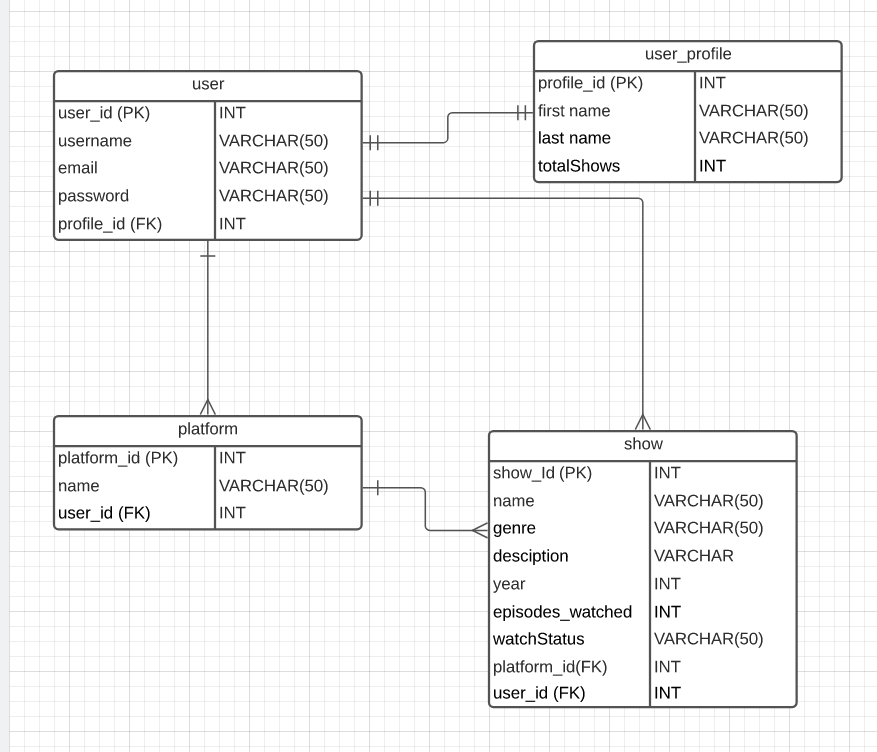 user
user_id (PK) INT
username VARCHAR(50)
email VARCHAR(50)
password VARCHAR(50)
profile_id (FK) INT
user_profile
profile_id (PK) INT
first name VARCHAR(50)
last name VARCHAR(50)
totalShows INT
platform
platform_id (PK) INT
name VARCHAR(50)
user_id (FK) INT
show
show_Id (PK) INT
name VARCHAR(50)
genre VARCHAR(50)
desciption VARCHAR
year INT
episodes_watched INT
watchStatus VARCHAR(50)
platform_id(FK) INT
user_id (FK) INT